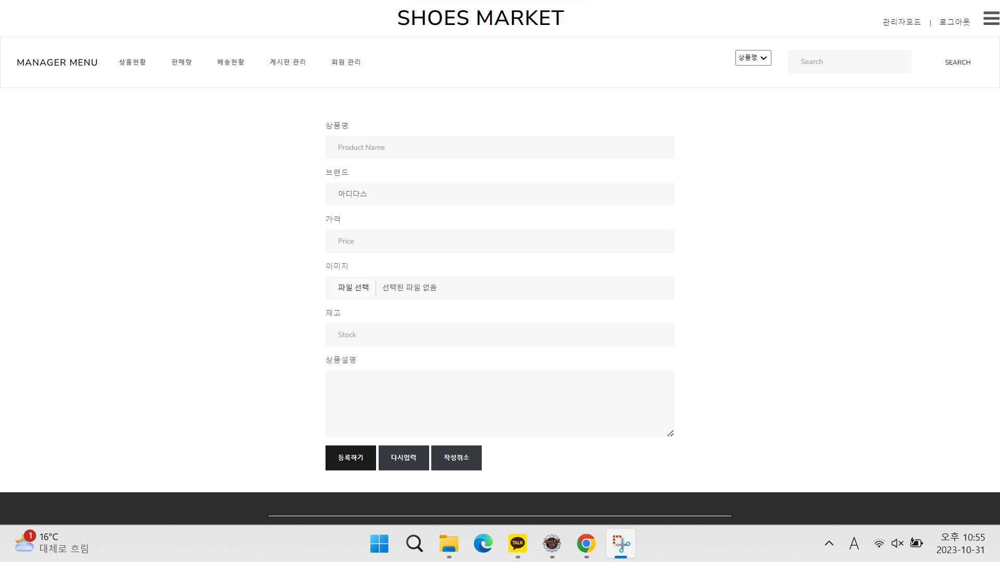 SHOES MARKET
관리자모드 | 로그아웃
MANAGER MENU 상품현황 판매량 배송현황 게시판 관리 회원 관리 상품명 Search SEARCH
상품명
Product Name
브랜드
아디다스
가격
Price
이미지
파일 선택 선택된 파일 없음
재고
Stock
상품설명
등록하기 다시입력 작성취소
1 16°C
대체로 흐림
TALK
Java EE
IDE
A
오후 10:55
2023-10-31